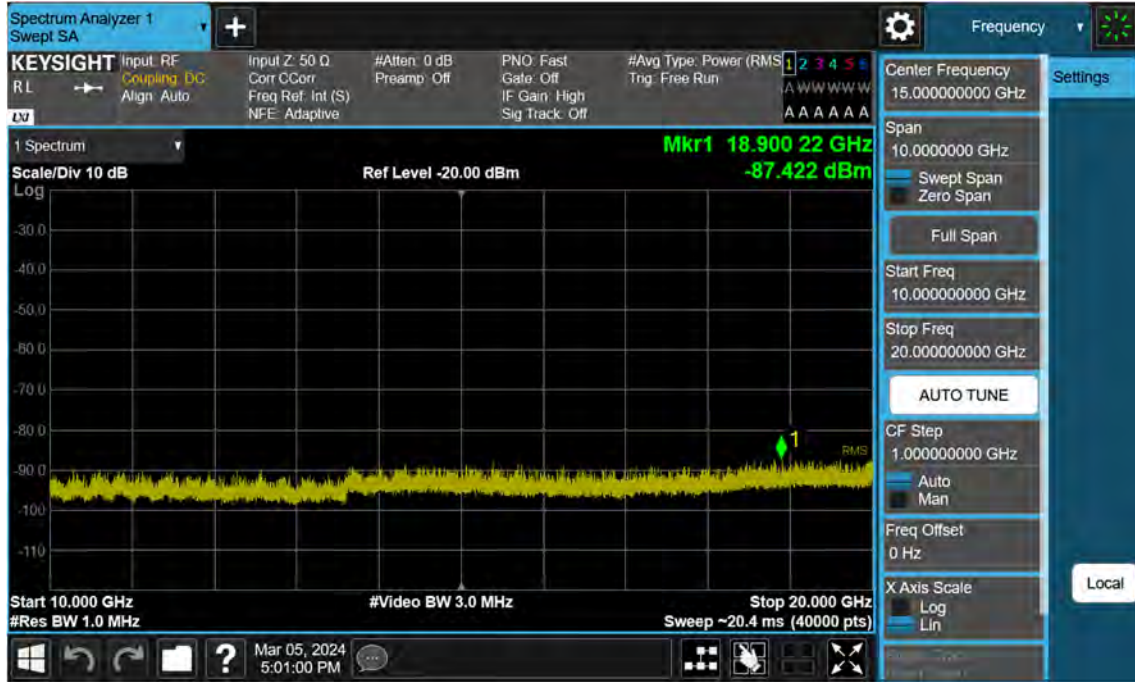 Spectrum Analyzer 1
Swept SA
Frequency
KEYSIGHT
RL
LXI
Input: RF
Coupling: DC
Align: Auto
Input Z: 50 Ω
Corr CCorr
Freq Ref: Int (S)
NFE: Adaptive
#Atten: 0 dB
Preamp: Off
PNO: Fast
Gate: Off
IF Gain: High
Sig Track: Off
#Avg Type: Power (RMS
Trig: Free Run
1 2 3 4 5 6
A W W W W W
A A A A A A
1 Spectrum
Scale/Div 10 dB
Log
Ref Level -20.00 dBm
Mkr1 18.900 22 GHz
-87.422 dBm
-30.0
-40.0
-50.0
-60.0
-70.0
-80.0
-90.0
-100
-110
1
RMS
Start 10.000 GHz
#Res BW 1.0 MHz
#Video BW 3.0 MHz
Stop 20.000 GHz
Sweep ~20.4 ms (40000 pts)
?
Mar 05, 2024
5:01:00 PM
Center Frequency
15.000000000 GHz
Span
10.0000000 GHz
Swept Span
Zero Span
Full Span
Start Freq
10.000000000 GHz
Stop Freq
20.000000000 GHz
AUTO TUNE
CF Step
1.000000000 GHz
Auto
Man
Freq Offset
0 Hz
X Axis Scale
Log
Lin
Settings
Local